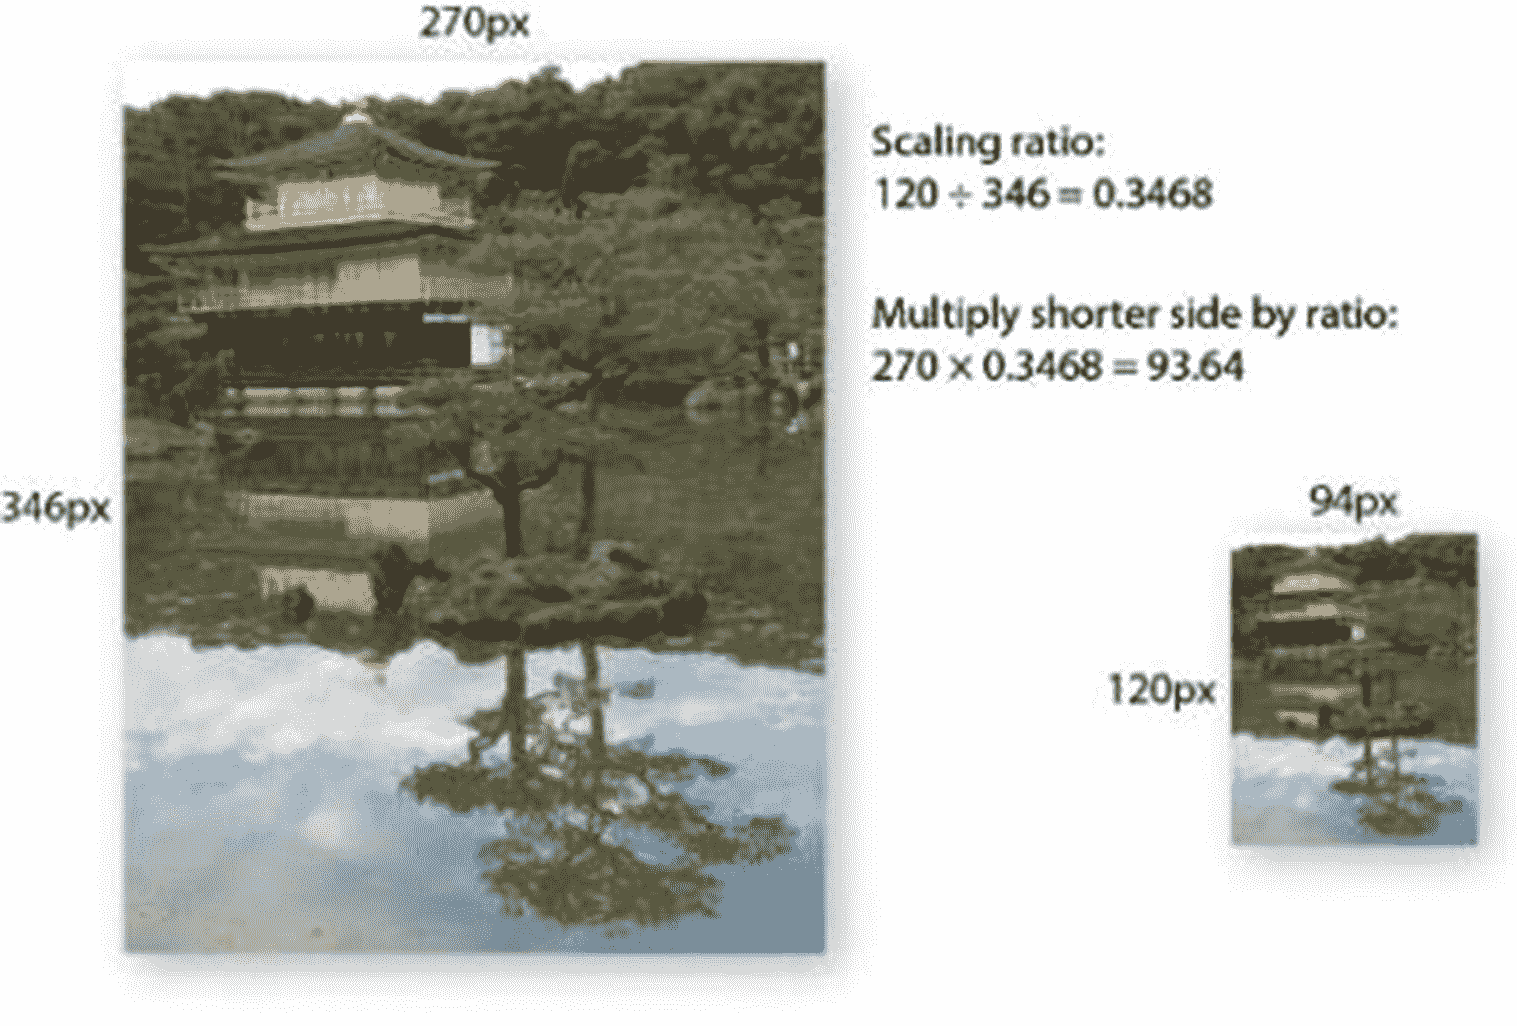 270px
Scaling ratio:
120 ÷ 346 = 0.3468
Multiply shorter side by ratio:
270 × 0.3468 = 93.64
346px
94px
120px